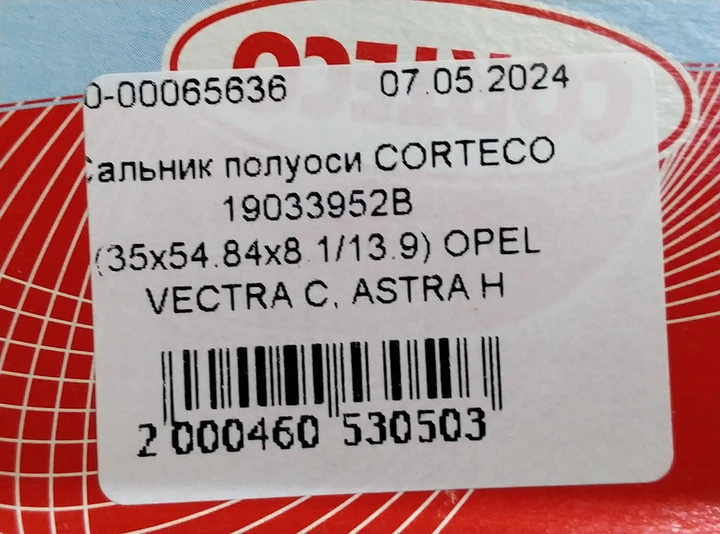 0-00065636 07.05.2024
Сальник полуоси CORTECO
19033952B
(35x54.84x8.1/13.9) OPEL
VECTRA C, ASTRA H
2 000460 530503